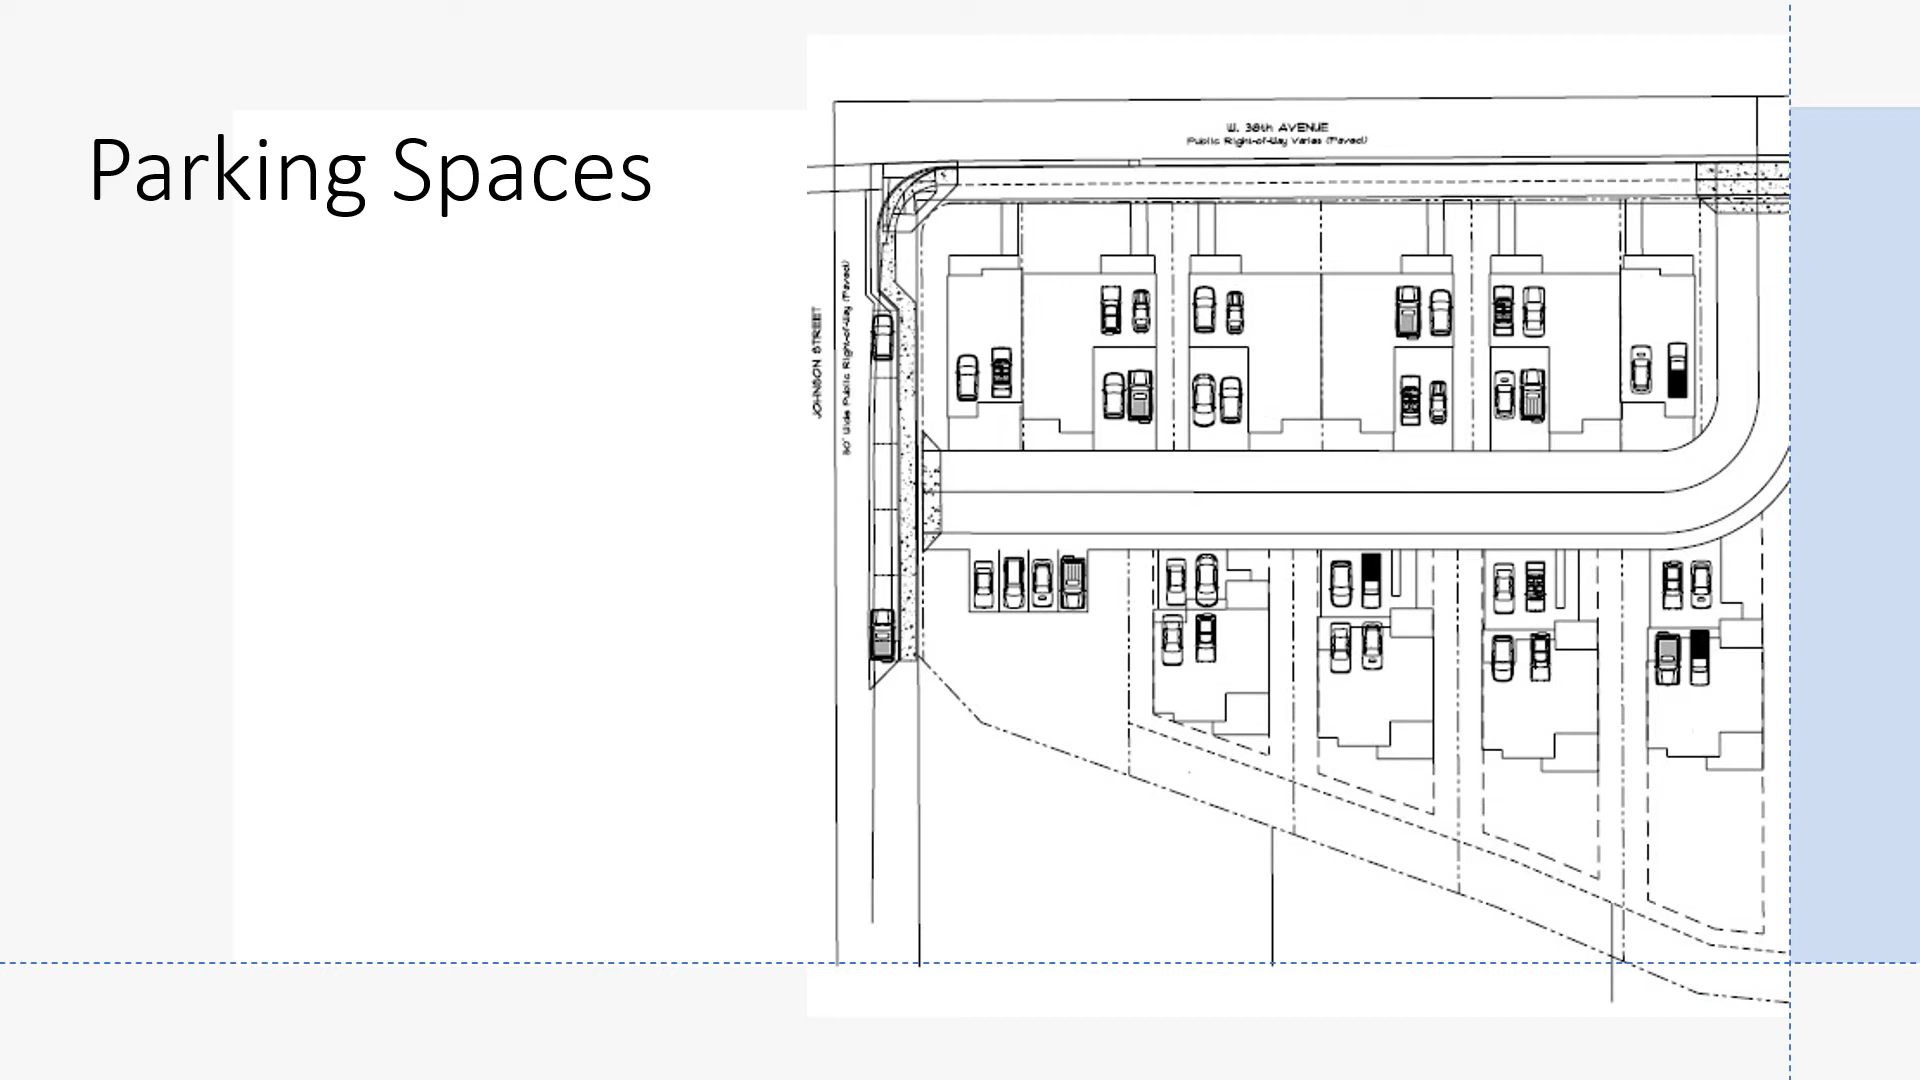 Parking Spaces
W. 38th AVENUE
Public Right-of-Way Varies (Paved)
JOHNSON STREET
50' Wide Public Right-of-Way (Paved)